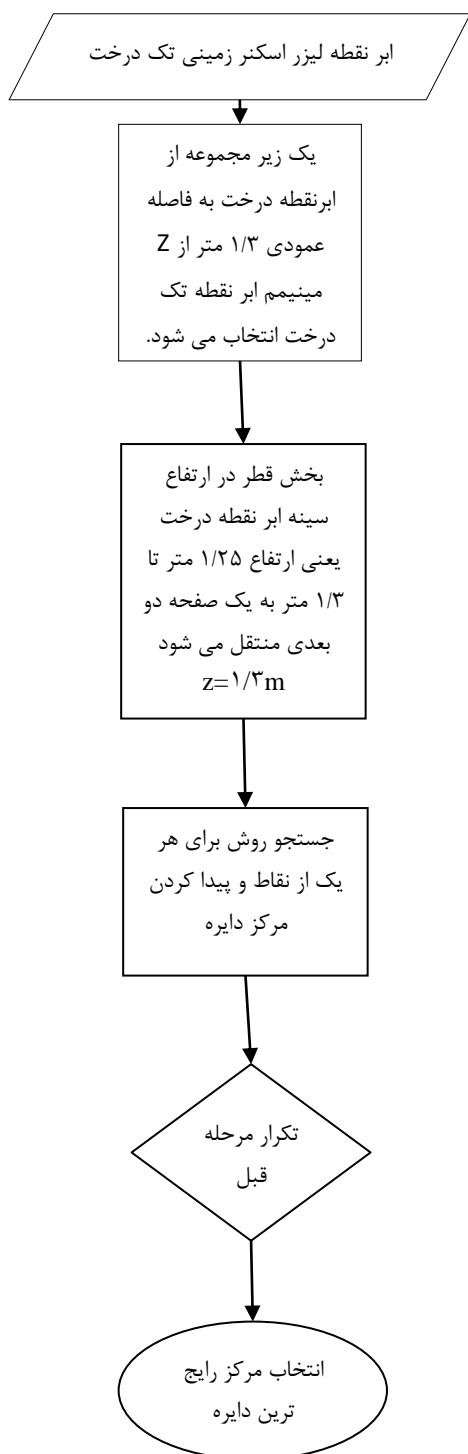 ابر نقطه لیزر اسکنر زمینی تک درخت
یک زیر مجموعه از
ابرنقطه درخت به فاصله
عمودی ۱/۳ متر از Z
مینیمم ابر نقطه تک
درخت انتخاب می شود.
بخش قطر در ارتفاع
سینه ابر نقطه درخت
یعنی ارتفاع ۱/۲۵ متر تا
۱/۳ متر به یک صفحه دو
بعدی منتقل می شود
z=۱/۳m
جستجو روش برای هر
یک از نقاط و پیدا کردن
مرکز دایره
تکرار مرحله
قبل
انتخاب مرکز رایج
ترین دایره